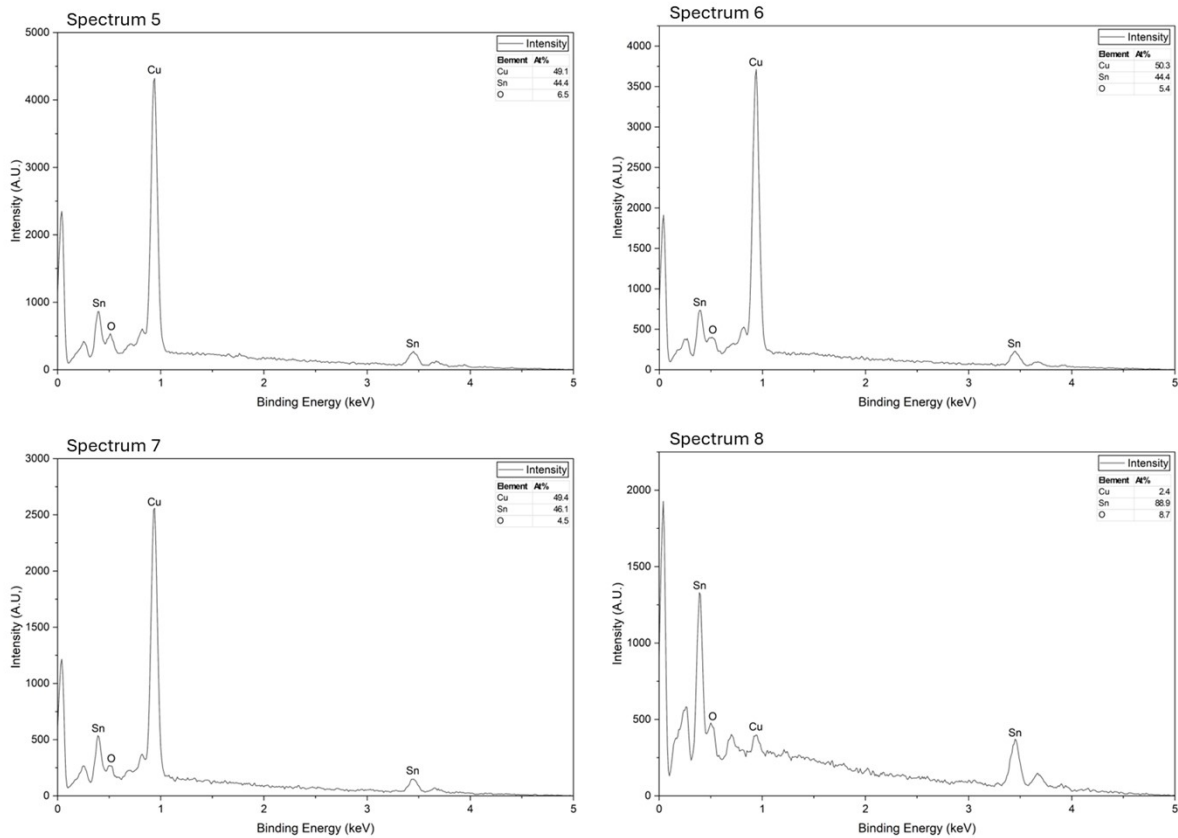 Spectrum 5
5000
4000
3000
2000
1000
0
Intensity (A.U.)
Cu
Sn
O
Sn
Intensity
Element At%
Cu 49.1
Sn 44.4
O 6.5
0 1 2 3 4 5
Binding Energy (keV)
Spectrum 6
4000
3500
3000
2500
2000
1500
1000
500
0
Intensity (A.U.)
Cu
Sn
O
Sn
Intensity
Element At%
Cu 50.3
Sn 44.4
O 5.4
0 1 2 3 4 5
Binding Energy (keV)
Spectrum 7
3000
2500
2000
1500
1000
500
0
Intensity (A.U.)
Cu
Sn
O
Sn
Intensity
Element At%
Cu 49.4
Sn 46.1
O 4.5
0 1 2 3 4 5
Binding Energy (keV)
Spectrum 8
2000
1500
1000
500
0
Intensity (A.U.)
Sn
O
Cu
Sn
Intensity
Element At%
Cu 2.4
Sn 88.9
O 8.7
0 1 2 3 4 5
Binding Energy (keV)